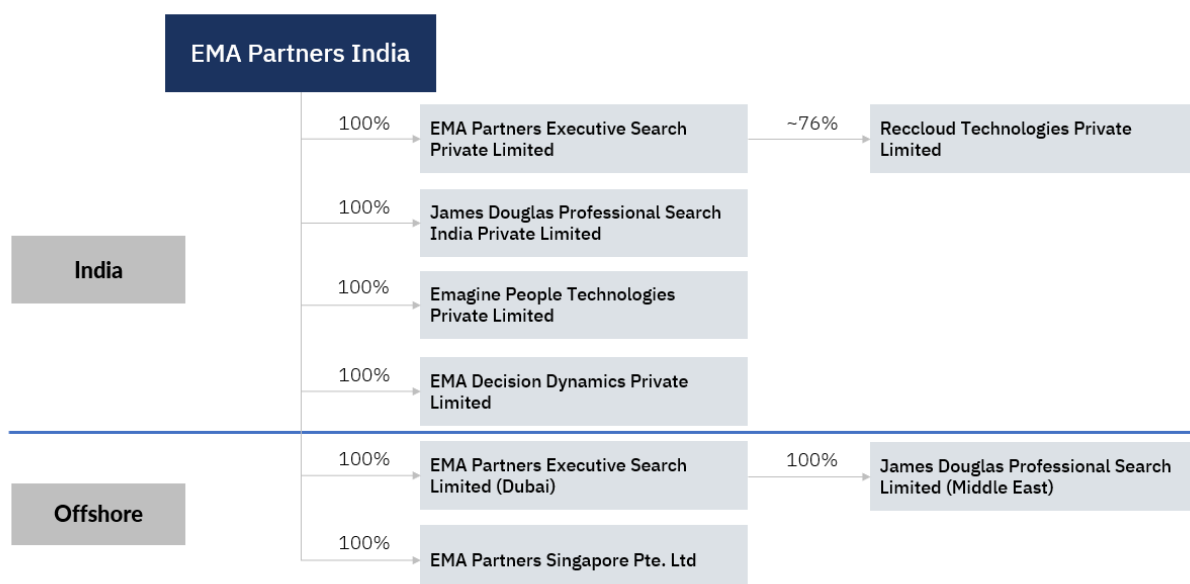 EMA Partners India
100%
EMA Partners Executive Search
Private Limited
~76%
Reccloud Technologies Private
Limited
100%
James Douglas Professional Search
India Private Limited
India
100%
Emagine People Technologies
Private Limited
100%
EMA Decision Dynamics Private
Limited
100%
EMA Partners Executive Search
Limited (Dubai)
100%
James Douglas Professional Search
Limited (Middle East)
Offshore
100%
EMA Partners Singapore Pte. Ltd